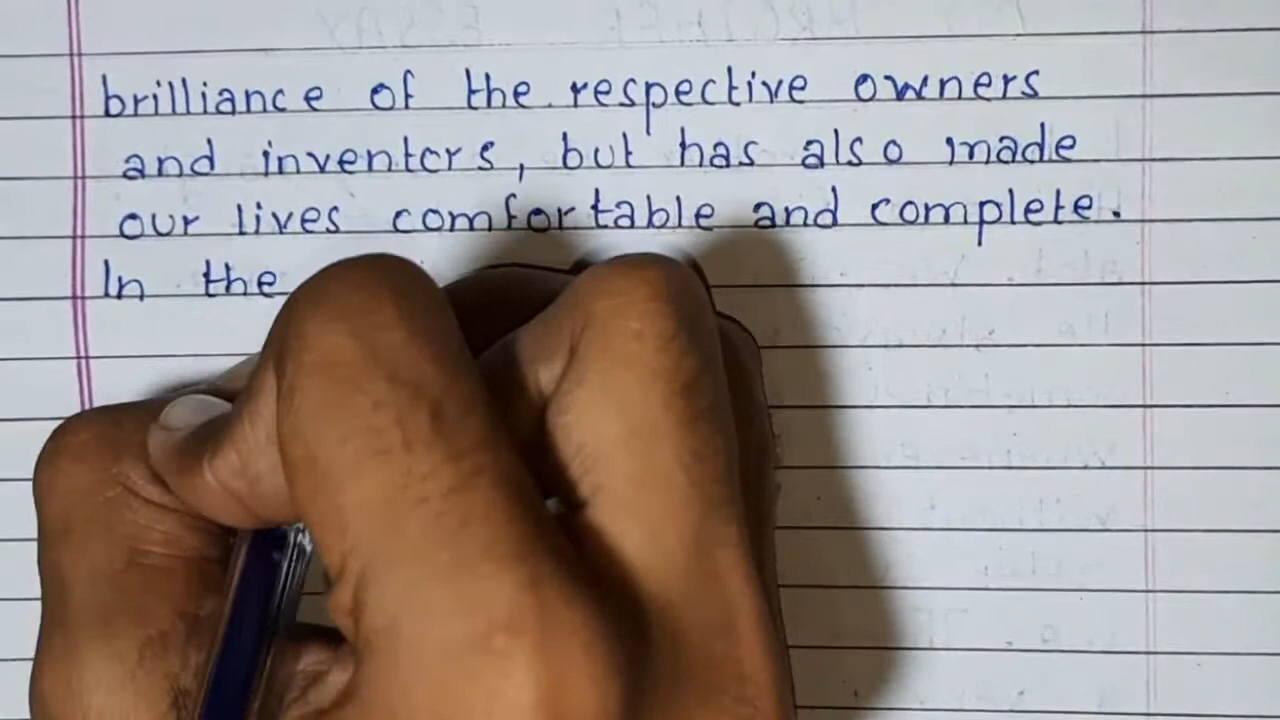 brilliance of the respective owners
and inventors, but has also made
our lives comfortable and complete.
In the